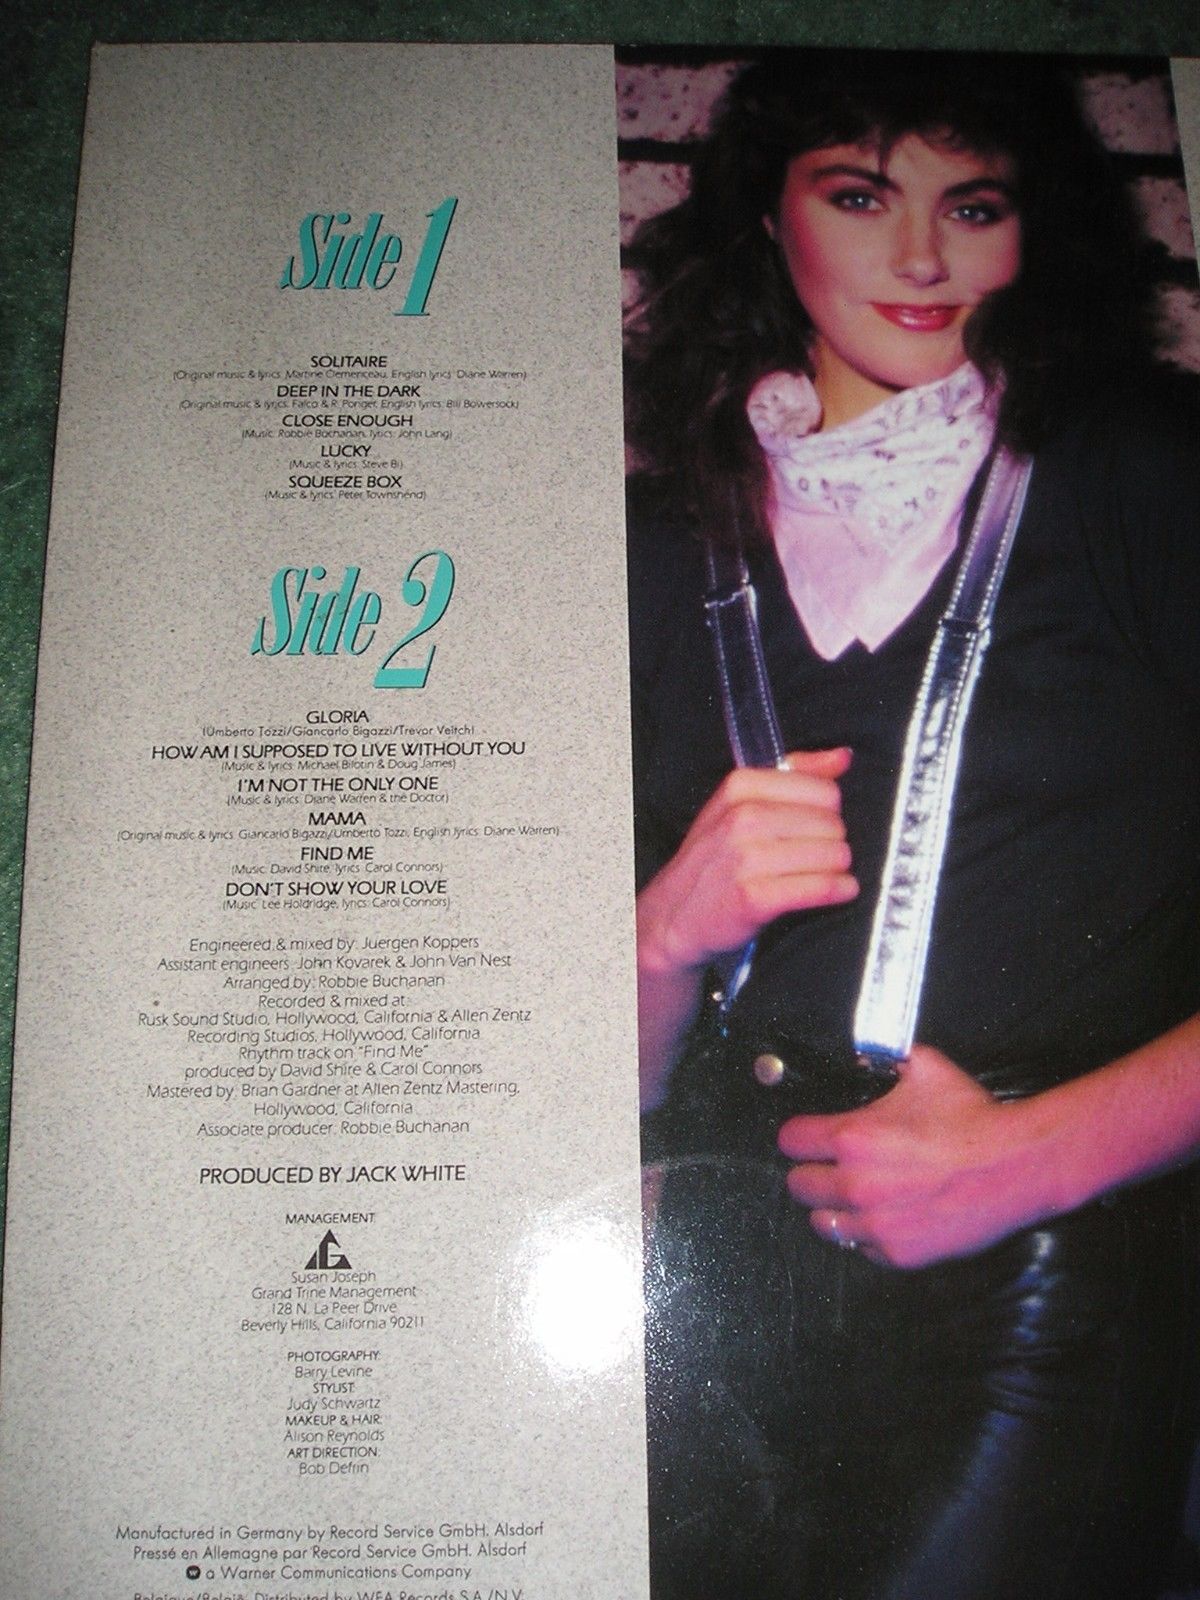 Side 1
SOLITAIRE
(Original music & lyrics: Martine Clemenceau, English lyrics: Diane Warren)
DEEP IN THE DARK
(Original music & lyrics: Falco & R. Ponger, English lyrics: Bill Bowersock)
CLOSE ENOUGH
(Music: Robbie Buchanan, lyrics: John Lang)
LUCKY
(Music & lyrics: Steve Bi)
SQUEEZE BOX
(Music & lyrics: Peter Townshend)
Side 2
GLORIA
(Umberto Tozzi/Giancarlo Bigazzi/Trevor Veitch)
HOW AM I SUPPOSED TO LIVE WITHOUT YOU
(Music & lyrics: Michael Bolotin & Doug James)
I'M NOT THE ONLY ONE
(Music & lyrics: Diane Warren & the Doctor)
MAMA
(Original music & lyrics: Giancarlo Bigazzi/Umberto Tozzi, English lyrics: Diane Warren)
FIND ME
(Music: David Shire, lyrics: Carol Connors)
DON'T SHOW YOUR LOVE
(Music: Lee Holdridge, lyrics: Carol Connors)
Engineered & mixed by: Juergen Koppers
Assistant engineers: John Kovarek & John Van Nest
Arranged by: Robbie Buchanan
Recorded & mixed at:
Rusk Sound Studio, Hollywood, California & Allen Zentz
Recording Studios, Hollywood, California
Rhythm track on "Find Me"
produced by David Shire & Carol Connors
Mastered by: Brian Gardner at Allen Zentz Mastering,
Hollywood, California
Associate producer: Robbie Buchanan
PRODUCED BY JACK WHITE
MANAGEMENT:
G
Susan Joseph
Grand Trine Management
128 N. La Peer Drive
Beverly Hills, California 90211
PHOTOGRAPHY:
Barry Levine
STYLIST:
Judy Schwartz
MAKEUP & HAIR:
Alison Reynolds
ART DIRECTION:
Bob Defrin
Manufactured in Germany by Record Service GmbH. Alsdorf
Pressé en Allemagne par Record Service GmbH. Alsdorf
w a Warner Communications Company
Belgique/België: Distributed by WEA Records S.A./N.V.